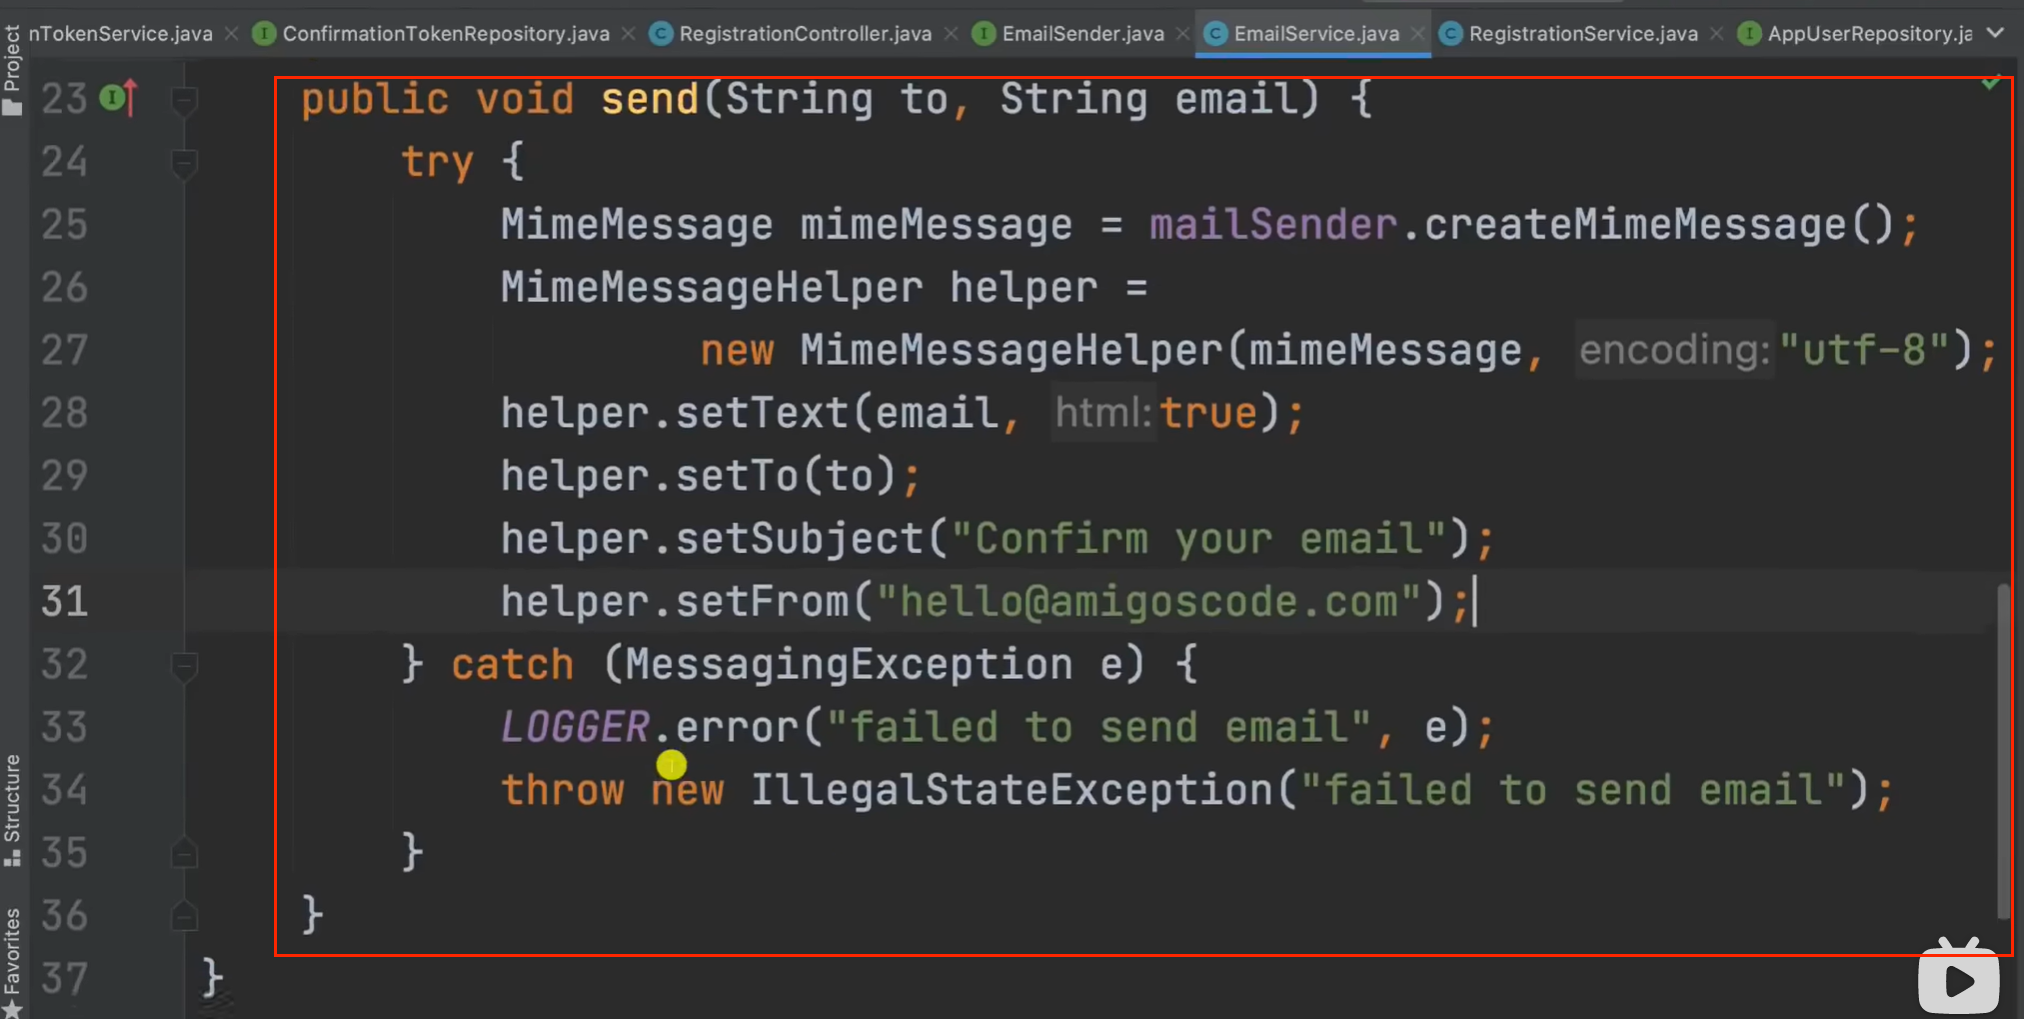 nTokenService.java ConfirmationTokenRepository.java RegistrationController.java EmailSender.java EmailService.java RegistrationService.java AppUserRepository.ja
Project
23 public void send(String to, String email) {
24 try {
25 MimeMessage mimeMessage = mailSender.createMimeMessage();
26 MimeMessageHelper helper =
27 new MimeMessageHelper(mimeMessage, encoding: "utf-8");
28 helper.setText(email, html: true);
29 helper.setTo(to);
30 helper.setSubject("Confirm your email");
31 helper.setFrom("hello@amigoscode.com");
32 } catch (MessagingException e) {
33 LOGGER.error("failed to send email", e);
34 throw new IllegalStateException("failed to send email");
35 }
36 }
37 }
Structure
Favorites